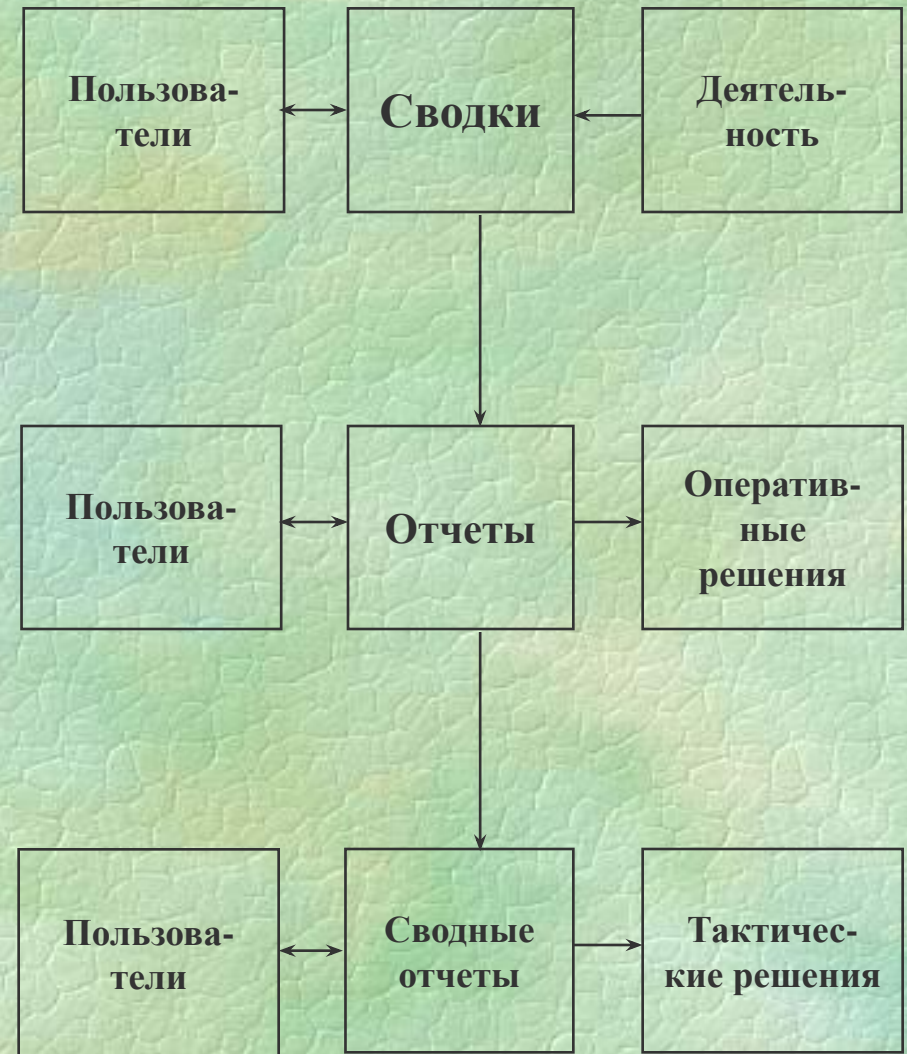 Пользова-
тели
Сводки
Деятель-
ность
Пользова-
тели
Отчеты
Оператив-
ные
решения
Пользова-
тели
Сводные
отчеты
Тактичес-
кие решения